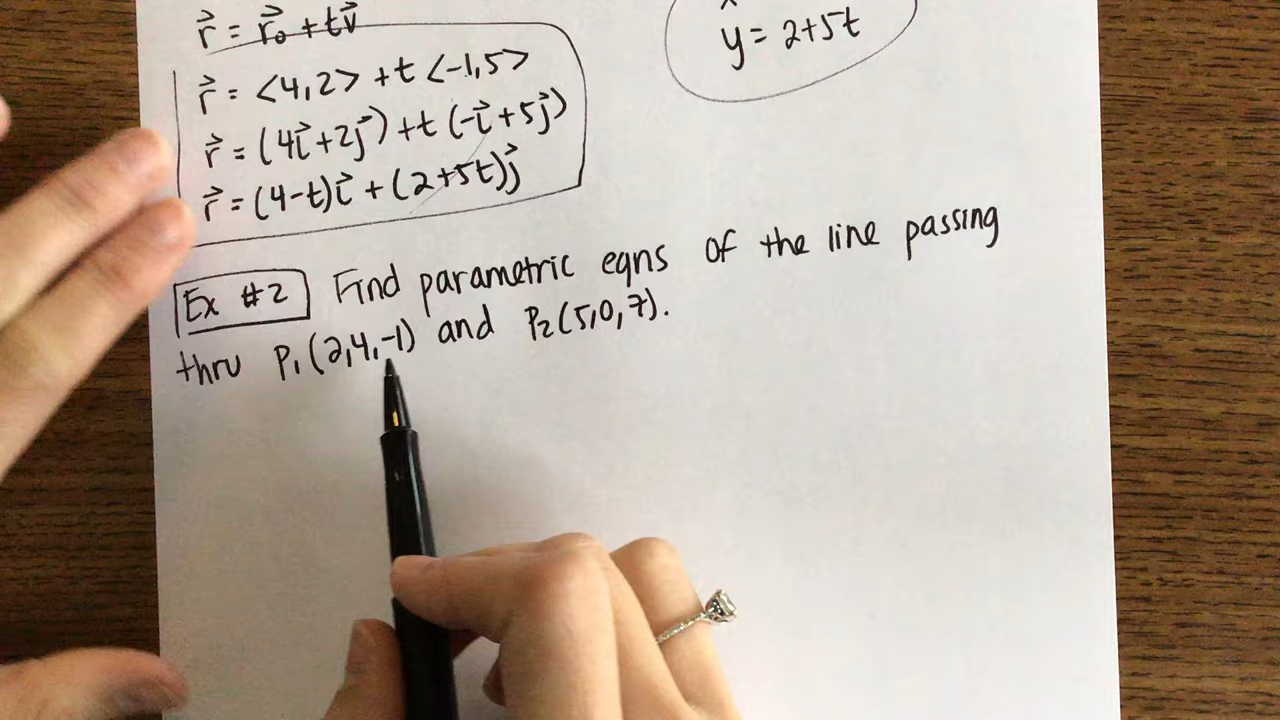 r⃗ = r⃗₀ + tv⃗
r⃗ = <4,2> + t <-1,5>
r⃗ = (4i⃗+2j⃗) + t (-i⃗+5j⃗)
r⃗ = (4-t)i⃗ + (2+5t)j⃗
y = 2+5t
Ex #2 Find parametric eqns of the line passing
thru P₁(2,4,-1) and P₂(5,0,7).